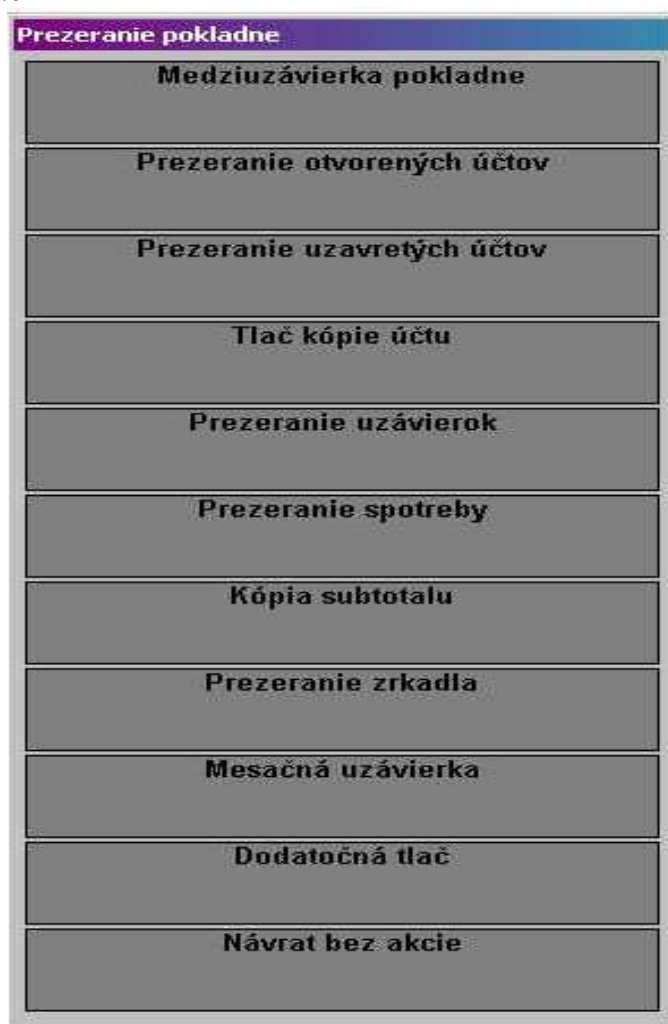 Prezeranie pokladne
Medziuzávierka pokladne
Prezeranie otvorených účtov
Prezeranie uzavretých účtov
Tlač kópie účtu
Prezeranie uzávierok
Prezeranie spotreby
Kópia subtotalu
Prezeranie zrkadla
Mesačná uzávierka
Dodatočná tlač
Návrat bez akcie